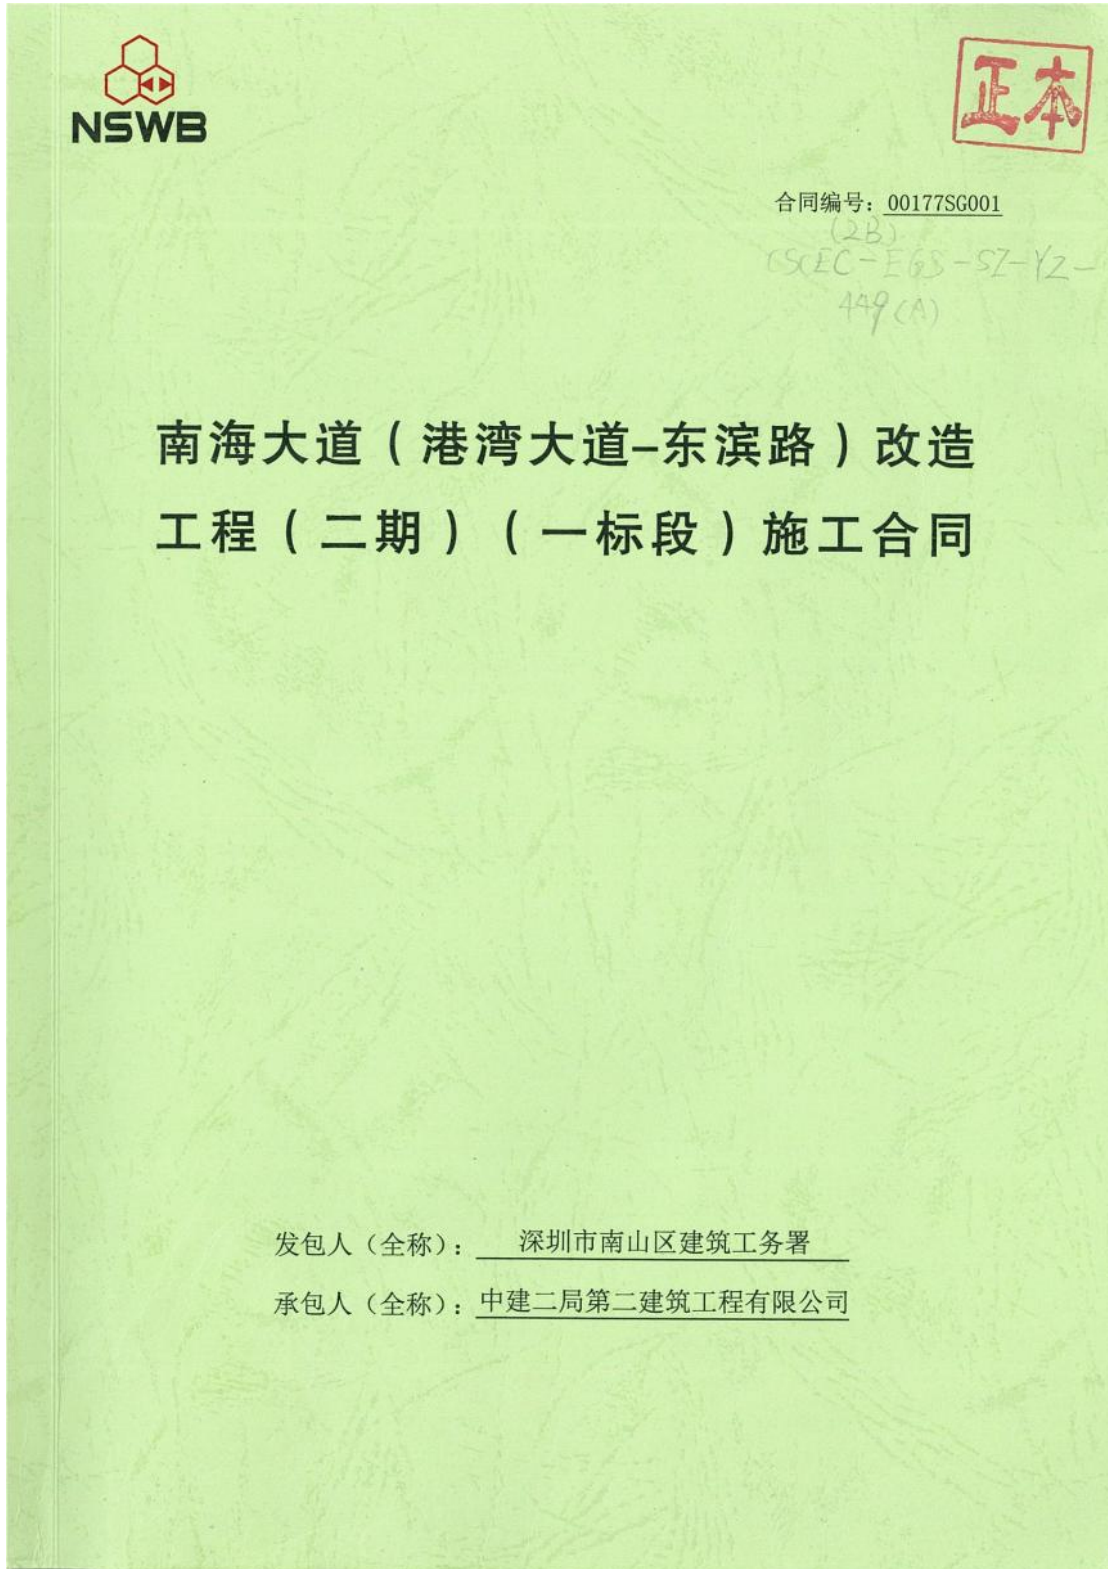 NSWB
正本
合同编号：00177SG001
(2B)
CSCEC-EGS-SZ-YZ-
449(A)
南海大道（港湾大道–东滨路）改造
工程（二期）（一标段）施工合同
发包人（全称）：深圳市南山区建筑工务署
承包人（全称）：中建二局第二建筑工程有限公司